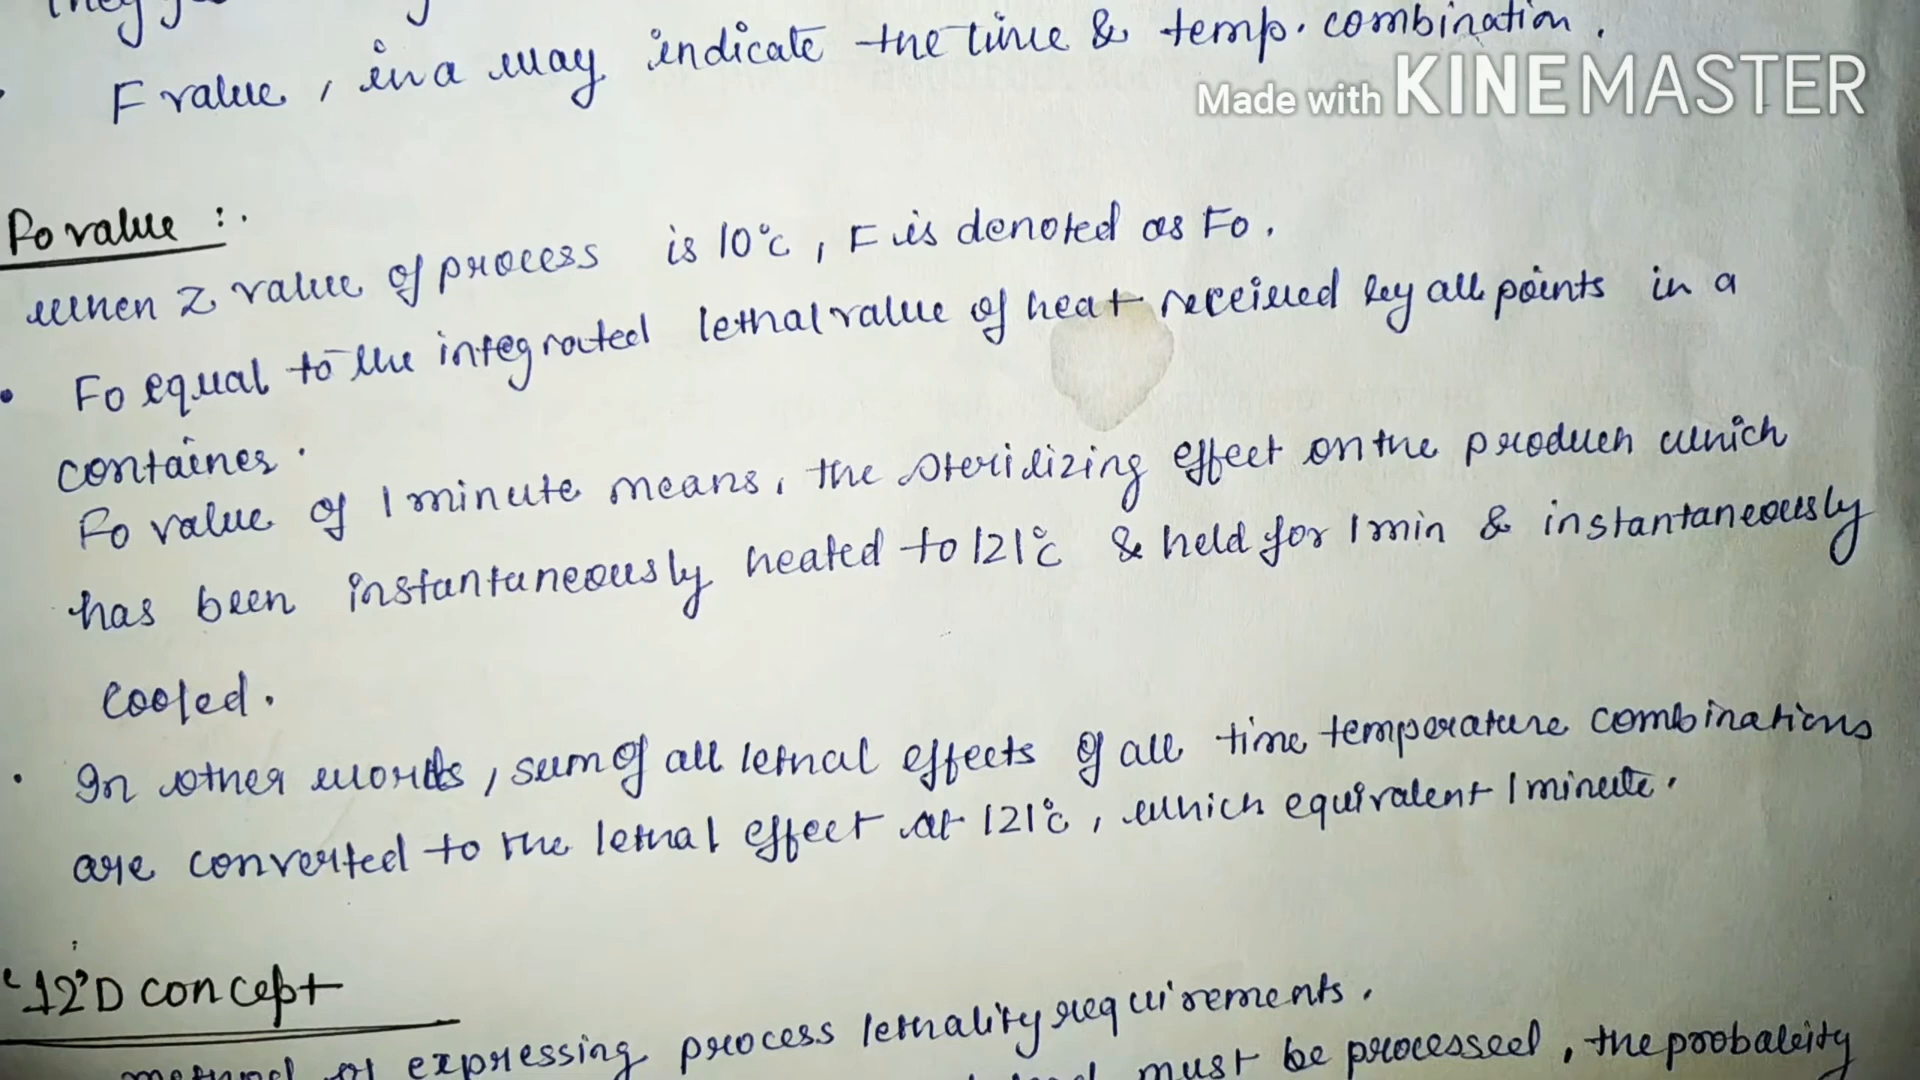 F value, in a way indicate the time & temp. combination.
Made with KINEMASTER
Fo value :.
when z value of process is 10°c, F is denoted as Fo.
• Fo equal to the integrated lethal value of heat received by all points in a
container.
Fo value of 1 minute means, the sterilizing effect on the product which
has been instantaneously heated to 121°c & held for 1 min & instantaneously
cooled.
• In other words, sum of all lethal effects of all time temperature combinations
are converted to the lethal effect at 121°c, which equivalent 1 minute.
'12'D concept
method of expressing process lethality requirements.
must be processed, the probability